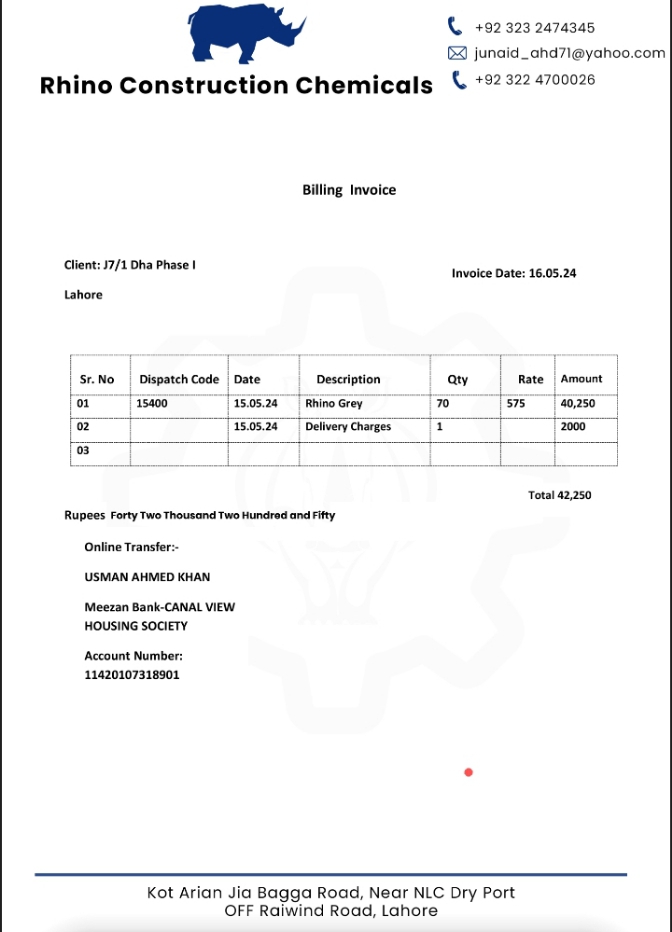 +92 323 2474345
junaid_ahd71@yahoo.com
Rhino Construction Chemicals
+92 322 4700026
Billing Invoice
Client: J7/1 Dha Phase I
Invoice Date: 16.05.24
Lahore
Sr. No Dispatch Code Date Description Qty Rate Amount
01 15400 15.05.24 Rhino Grey 70 575 40,250
02 15.05.24 Delivery Charges 1 2000
03
Total 42,250
Rupees Forty Two Thousand Two Hundred and Fifty
Online Transfer:-
USMAN AHMED KHAN
Meezan Bank-CANAL VIEW
HOUSING SOCIETY
Account Number:
11420107318901
Kot Arian Jia Bagga Road, Near NLC Dry Port
OFF Raiwind Road, Lahore